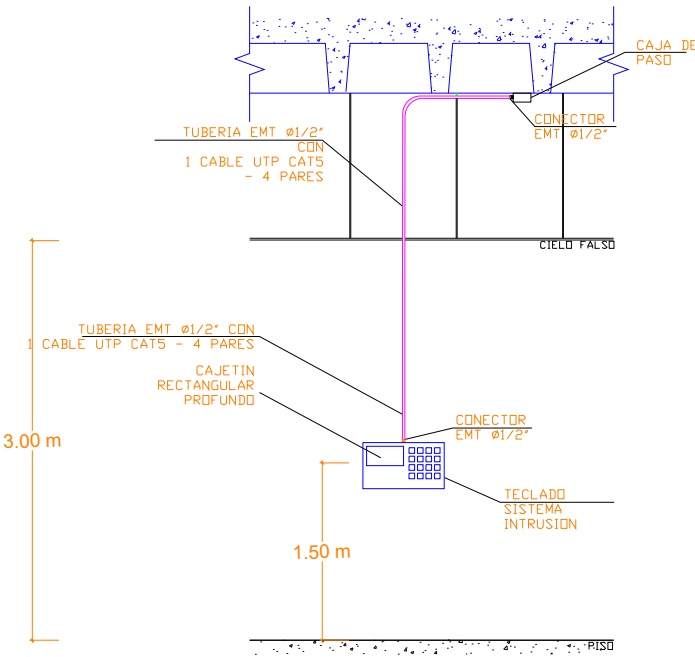 CAJA DE
PASO
CONECTOR
EMT Ø1/2"
TUBERIA EMT Ø1/2"
CON
1 CABLE UTP CAT5
- 4 PARES
CIELO FALSO
TUBERIA EMT Ø1/2" CON
1 CABLE UTP CAT5 - 4 PARES
CAJETIN
RECTANGULAR
PROFUNDO
CONECTOR
EMT Ø1/2"
3.00 m
TECLADO
SISTEMA
INTRUSION
1.50 m
PISO